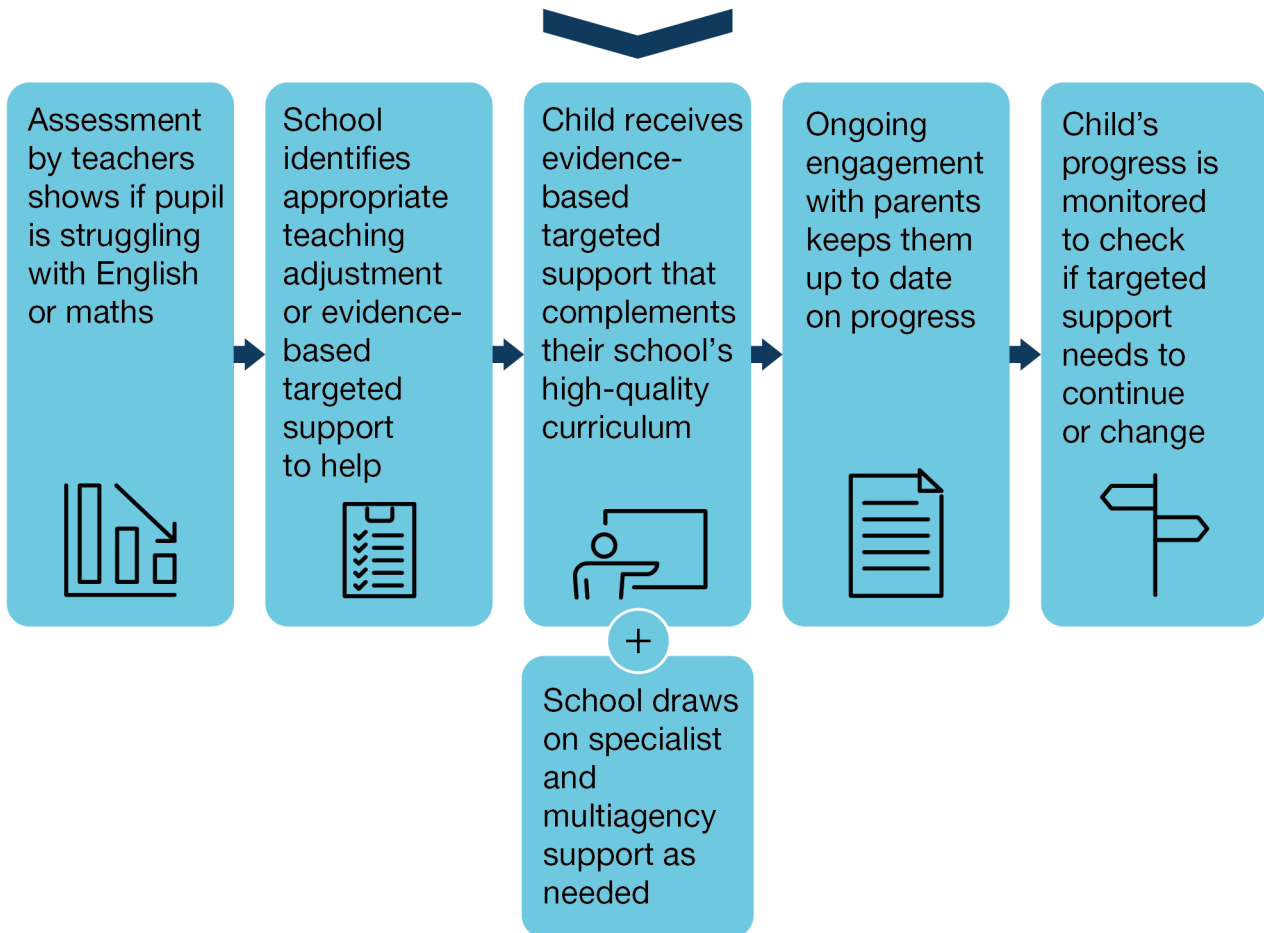 Assessment
by teachers
shows if pupil
is struggling
with English
or maths
School
identifies
appropriate
teaching
adjustment
or evidence-
based
targeted
support
to help
Child receives
evidence-
based
targeted
support that
complements
their school’s
high-quality
curriculum
+
School draws
on specialist
and
multiagency
support as
needed
Ongoing
engagement
with parents
keeps them
up to date
on progress
Child’s
progress is
monitored
to check
if targeted
support
needs to
continue
or change